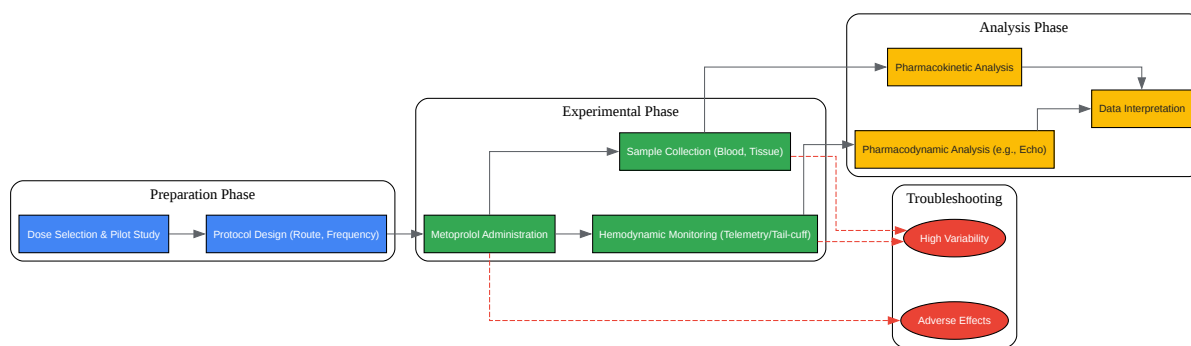 Preparation Phase
Dose Selection & Pilot Study
Protocol Design (Route, Frequency)
Experimental Phase
Metoprolol Administration
Sample Collection (Blood, Tissue)
Hemodynamic Monitoring (Telemetry/Tail-cuff)
Analysis Phase
Pharmacokinetic Analysis
Pharmacodynamic Analysis (e.g., Echo)
Data Interpretation
Troubleshooting
High Variability
Adverse Effects